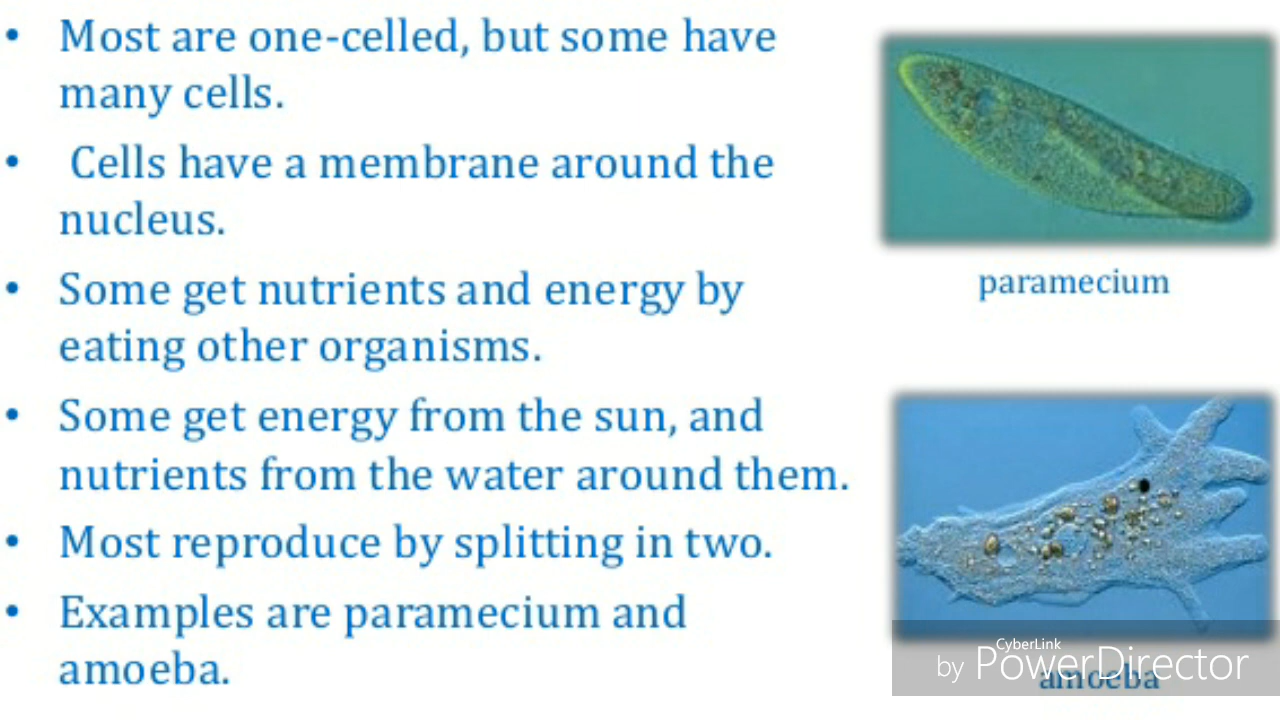 • Most are one-celled, but some have
many cells.
• Cells have a membrane around the
nucleus.
• Some get nutrients and energy by
eating other organisms.
• Some get energy from the sun, and
nutrients from the water around them.
• Most reproduce by splitting in two.
• Examples are paramecium and
amoeba.
paramecium
CyberLink
by PowerDirector
amoeba